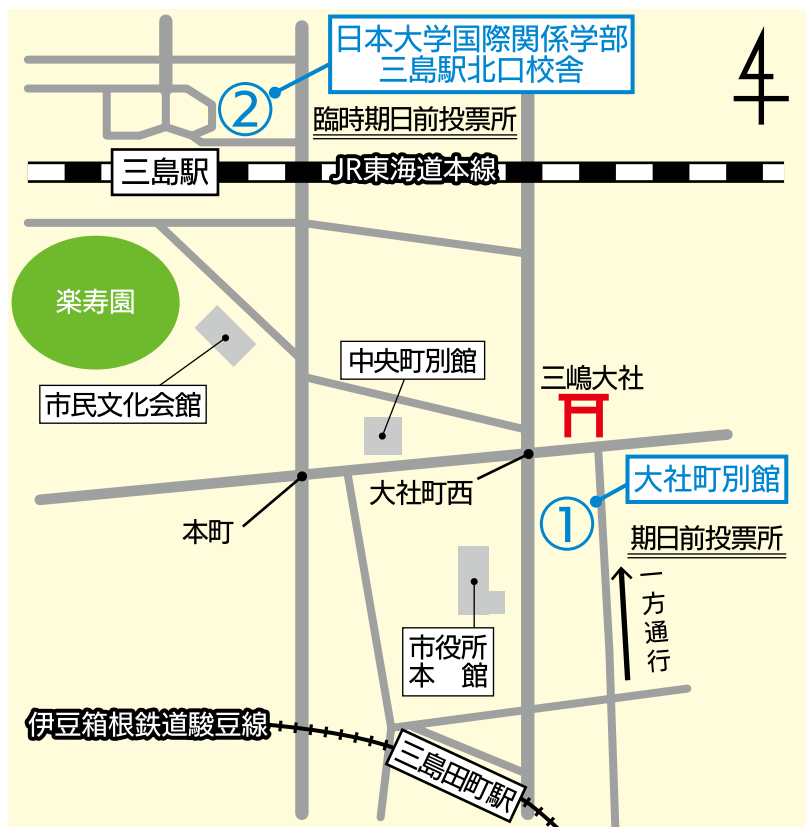 日本大学国際関係学部
三島駅北口校舎
②
臨時期日前投票所
三島駅
JR東海道本線
楽寿園
中央町別館
三嶋大社
市民文化会館
大社町別館
大社町西
①
本町
期日前投票所
一方通行
市役所
本　館
伊豆箱根鉄道駿豆線
三島田町駅